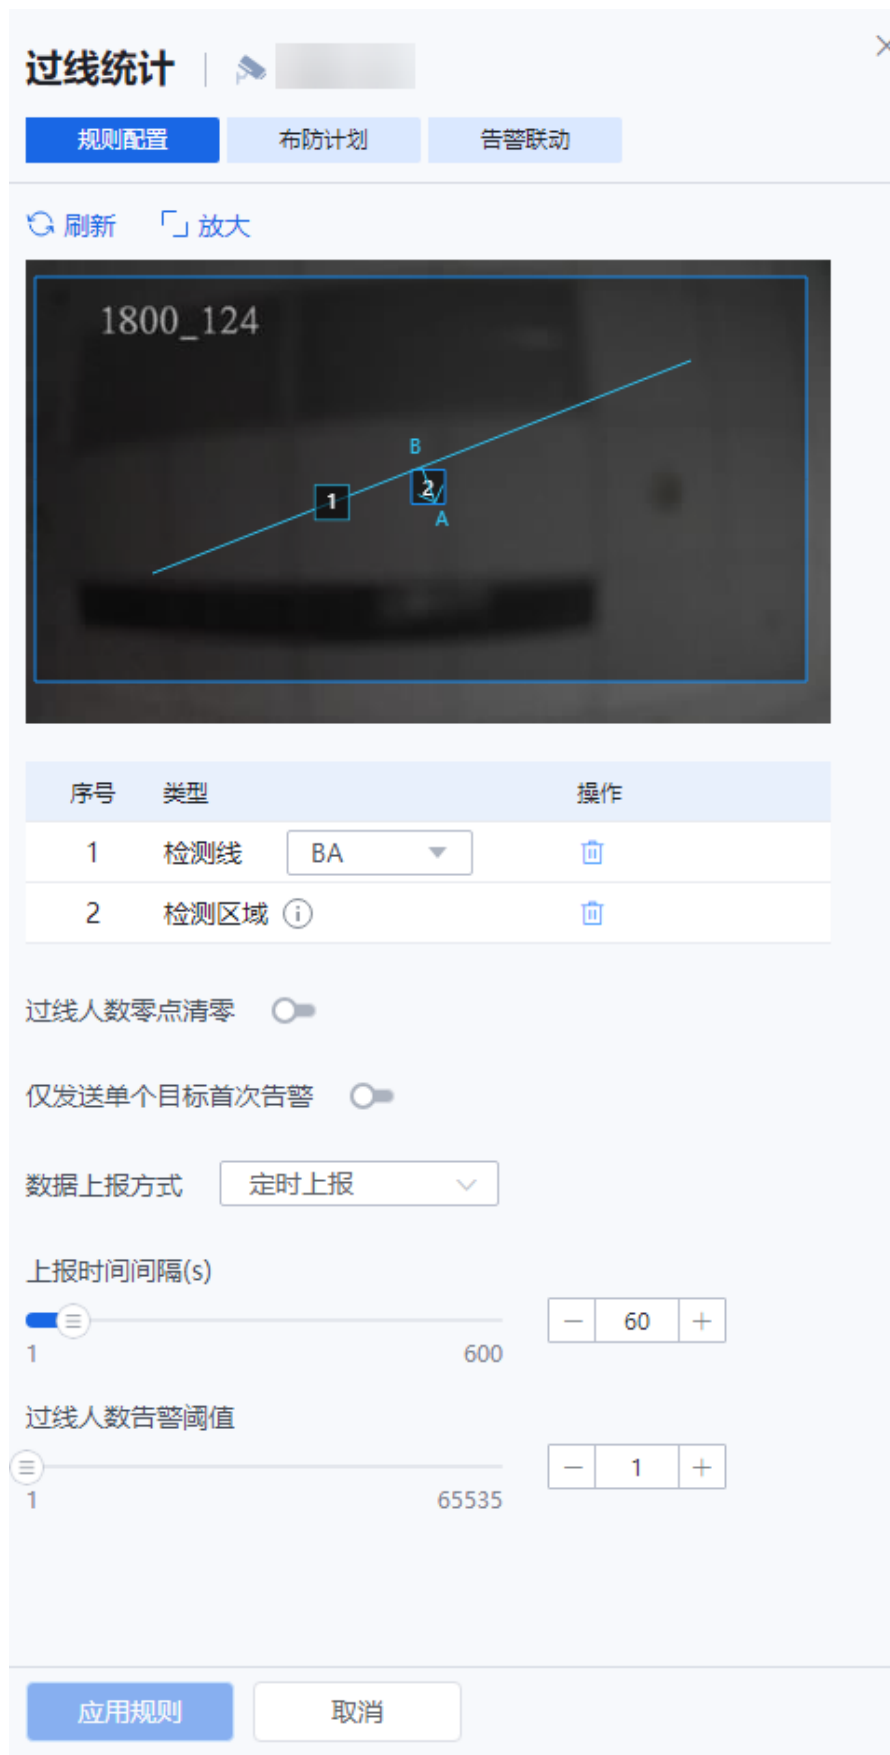 过线统计
规则配置 布防计划 告警联动
刷新 放大
1800_124
B
1 2
A
序号 类型 操作
1 检测线 BA
2 检测区域
过线人数零点清零
仅发送单个目标首次告警
数据上报方式 定时上报
上报时间间隔(s)
60
1 600
过线人数告警阈值
1
1 65535
应用规则 取消